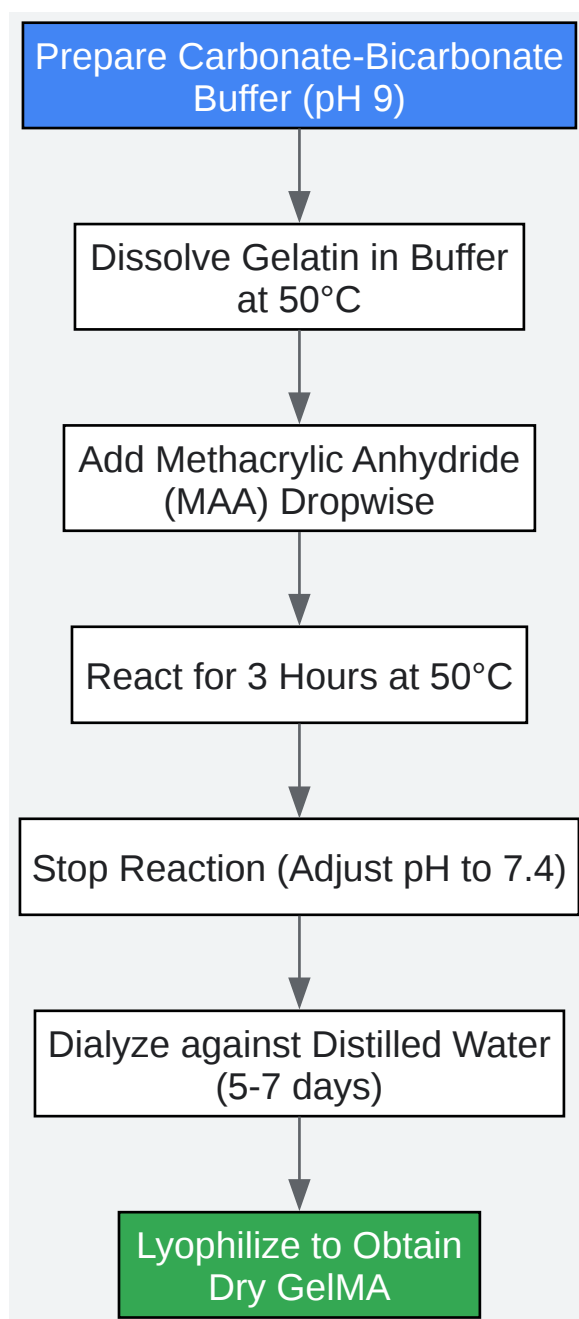 Prepare Carbonate-Bicarbonate
Buffer (pH 9)
Dissolve Gelatin in Buffer
at 50°C
Add Methacrylic Anhydride
(MAA) Dropwise
React for 3 Hours at 50°C
Stop Reaction (Adjust pH to 7.4)
Dialyze against Distilled Water
(5-7 days)
Lyophilize to Obtain
Dry GelMA